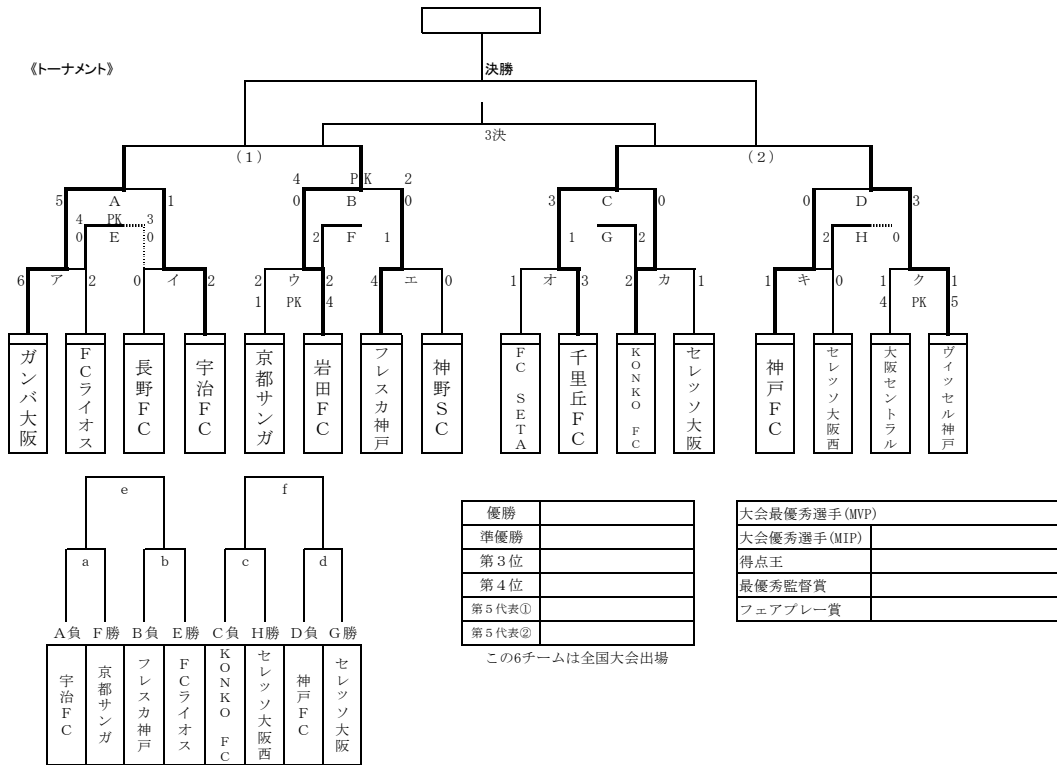 《トーナメント》
決勝
3決
(1)
(2)
4 PK 2
5 A 1
0 B 0
3 C 0
0 D 3
4 PK 3
0 E 0
2 F 1
1 G 2
2 H 0
6 ア 2
0 イ 2
2 ウ 2
4 エ 0
1 オ 3
2 カ 1
1 キ 0
1 ク 1
1 PK 4
4 PK 5
ガンバ大阪
FCライオス
長野FC
宇治FC
京都サンガ
岩田FC
フレスカ神戸
神野SC
FC SETA
千里丘FC
KONKO FC
セレッソ大阪
神戸FC
セレッソ大阪西
大阪セントラル
ヴィッセル神戸
e
f
a
b
c
d
A負 F勝 B負 E勝 C負 H勝 D負 G勝
宇治FC
京都サンガ
フレスカ神戸
FCライオス
KONKO FC
セレッソ大阪西
神戸FC
セレッソ大阪
優勝
準優勝
第3位
第4位
第5代表①
第5代表②
この6チームは全国大会出場
大会最優秀選手(MVP)
大会優秀選手(MIP)
得点王
最優秀監督賞
フェアプレー賞